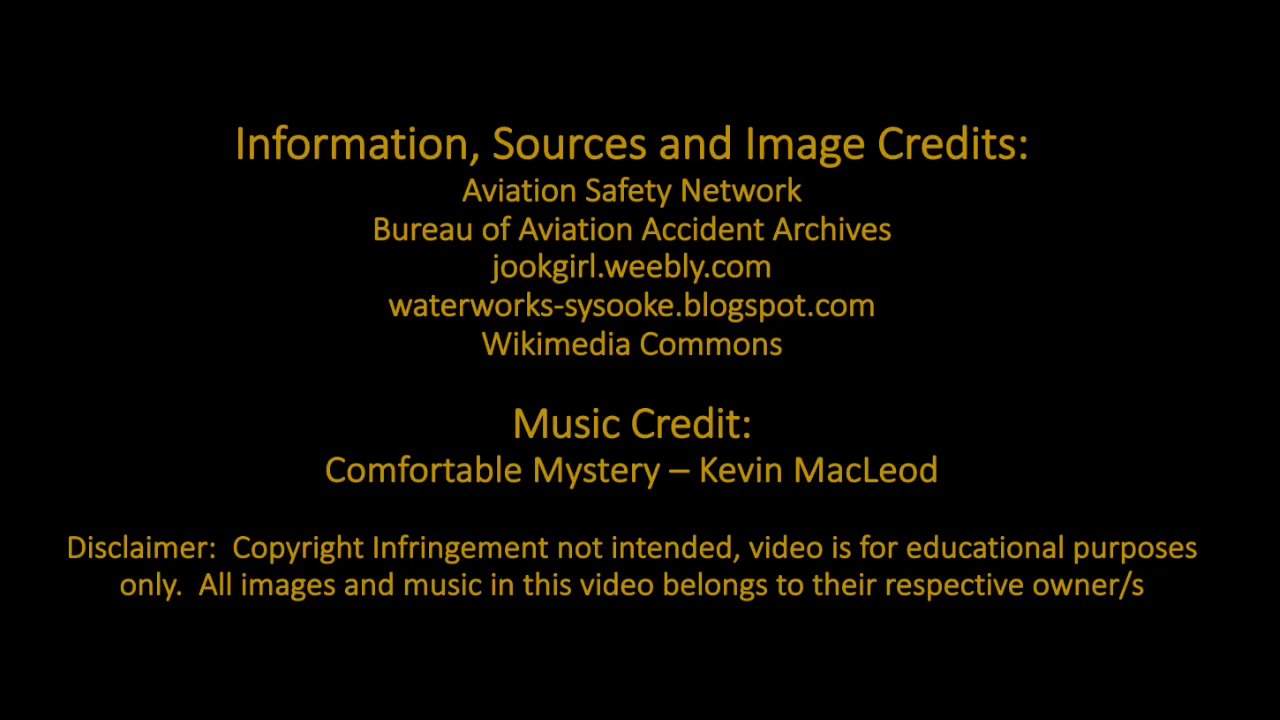 Information, Sources and Image Credits:
Aviation Safety Network
Bureau of Aviation Accident Archives
jookgirl.weebly.com
waterworks-sysooke.blogspot.com
Wikimedia Commons
Music Credit:
Comfortable Mystery – Kevin MacLeod
Disclaimer:  Copyright Infringement not intended, video is for educational purposes
only.  All images and music in this video belongs to their respective owner/s